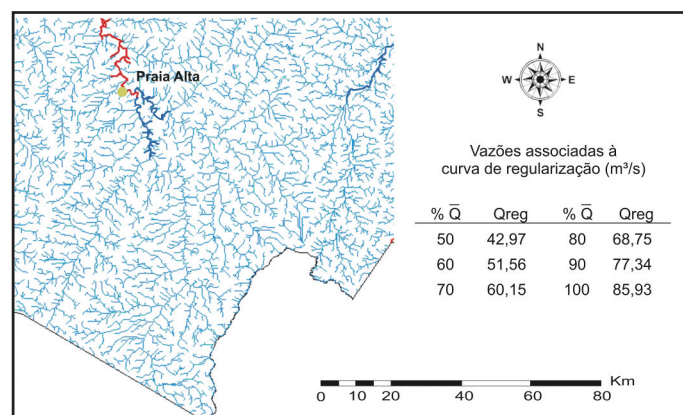 Praia Alta
N
W E
S
Vazões associadas à
curva de regularização (m³/s)
% Q̅ Qreg % Q̅ Qreg
50 42,97 80 68,75
60 51,56 90 77,34
70 60,15 100 85,93
Km
0 5 10 20 40 60 80